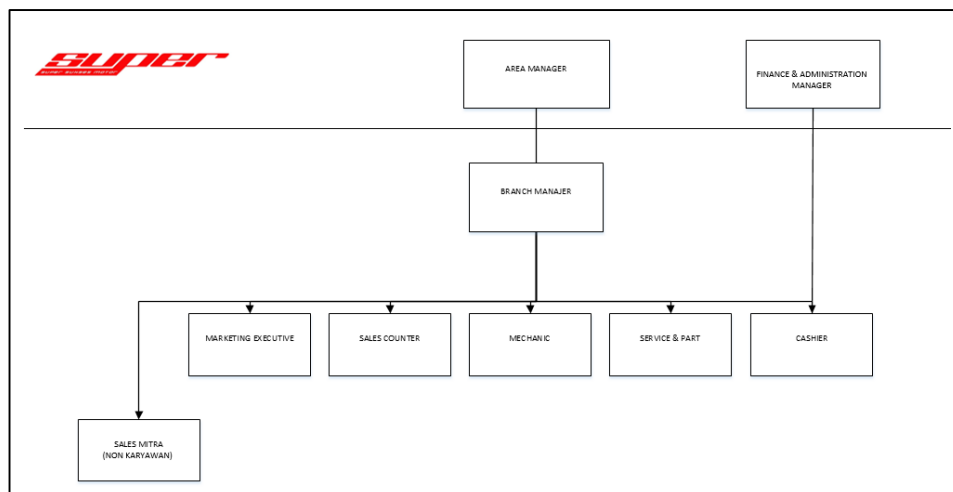 super
super sukses motor
AREA MANAGER
FINANCE & ADMINISTRATION
MANAGER
BRANCH MANAJER
MARKETING EXECUTIVE
SALES COUNTER
MECHANIC
SERVICE & PART
CASHIER
SALES MITRA
(NON KARYAWAN)